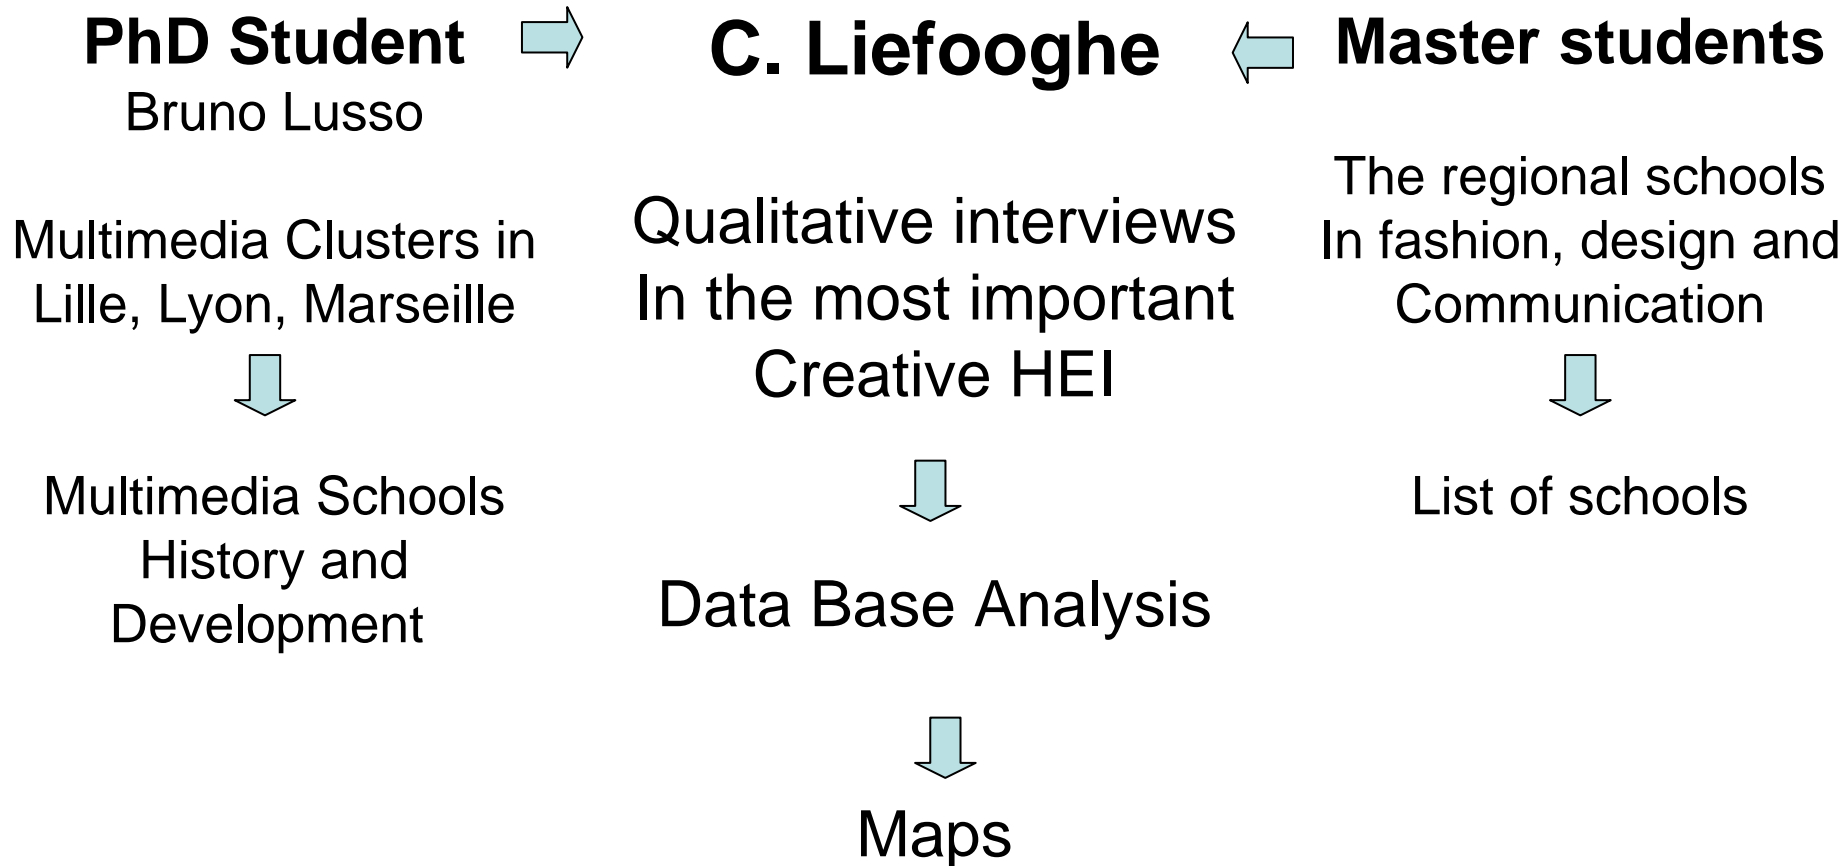 PhD Student
Bruno Lusso
Multimedia Clusters in
Lille, Lyon, Marseille
Multimedia Schools
History and
Development
C. Liefooghe
Qualitative interviews
In the most important
Creative HEI
Data Base Analysis
Maps
Master students
The regional schools
In fashion, design and
Communication
List of schools